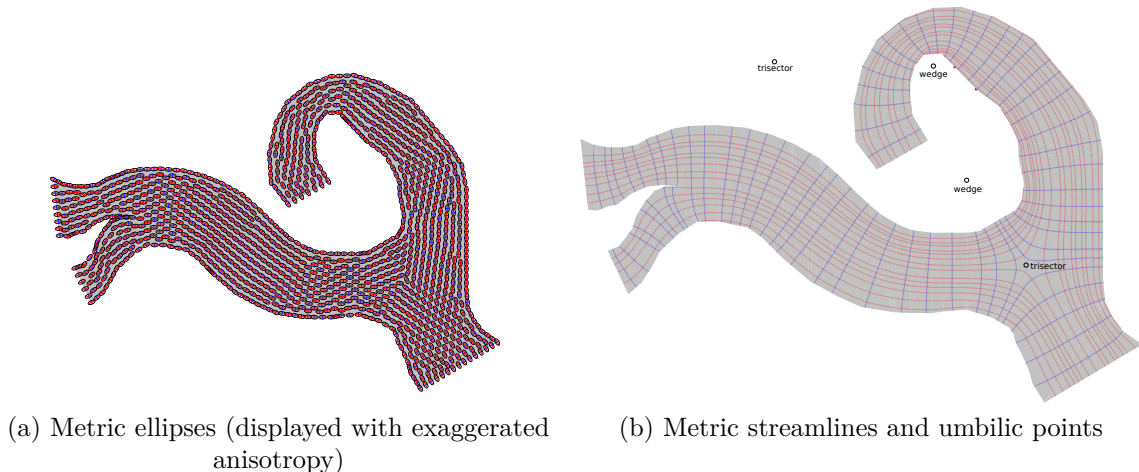 trisector
wedge
wedge
trisector
(a) Metric ellipses (displayed with exaggerated
anisotropy)
(b) Metric streamlines and umbilic points